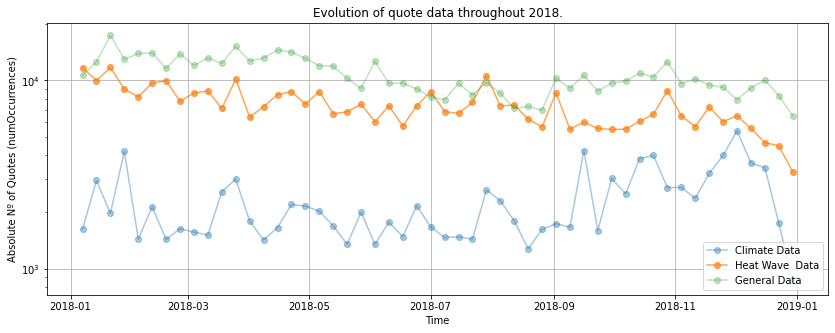 Evolution of quote data throughout 2018.
Absolute Nº of Quotes (numOccurrences)
10⁴
10³
Climate Data
Heat Wave  Data
General Data
2018-01 2018-03 2018-05 2018-07 2018-09 2018-11 2019-01
Time